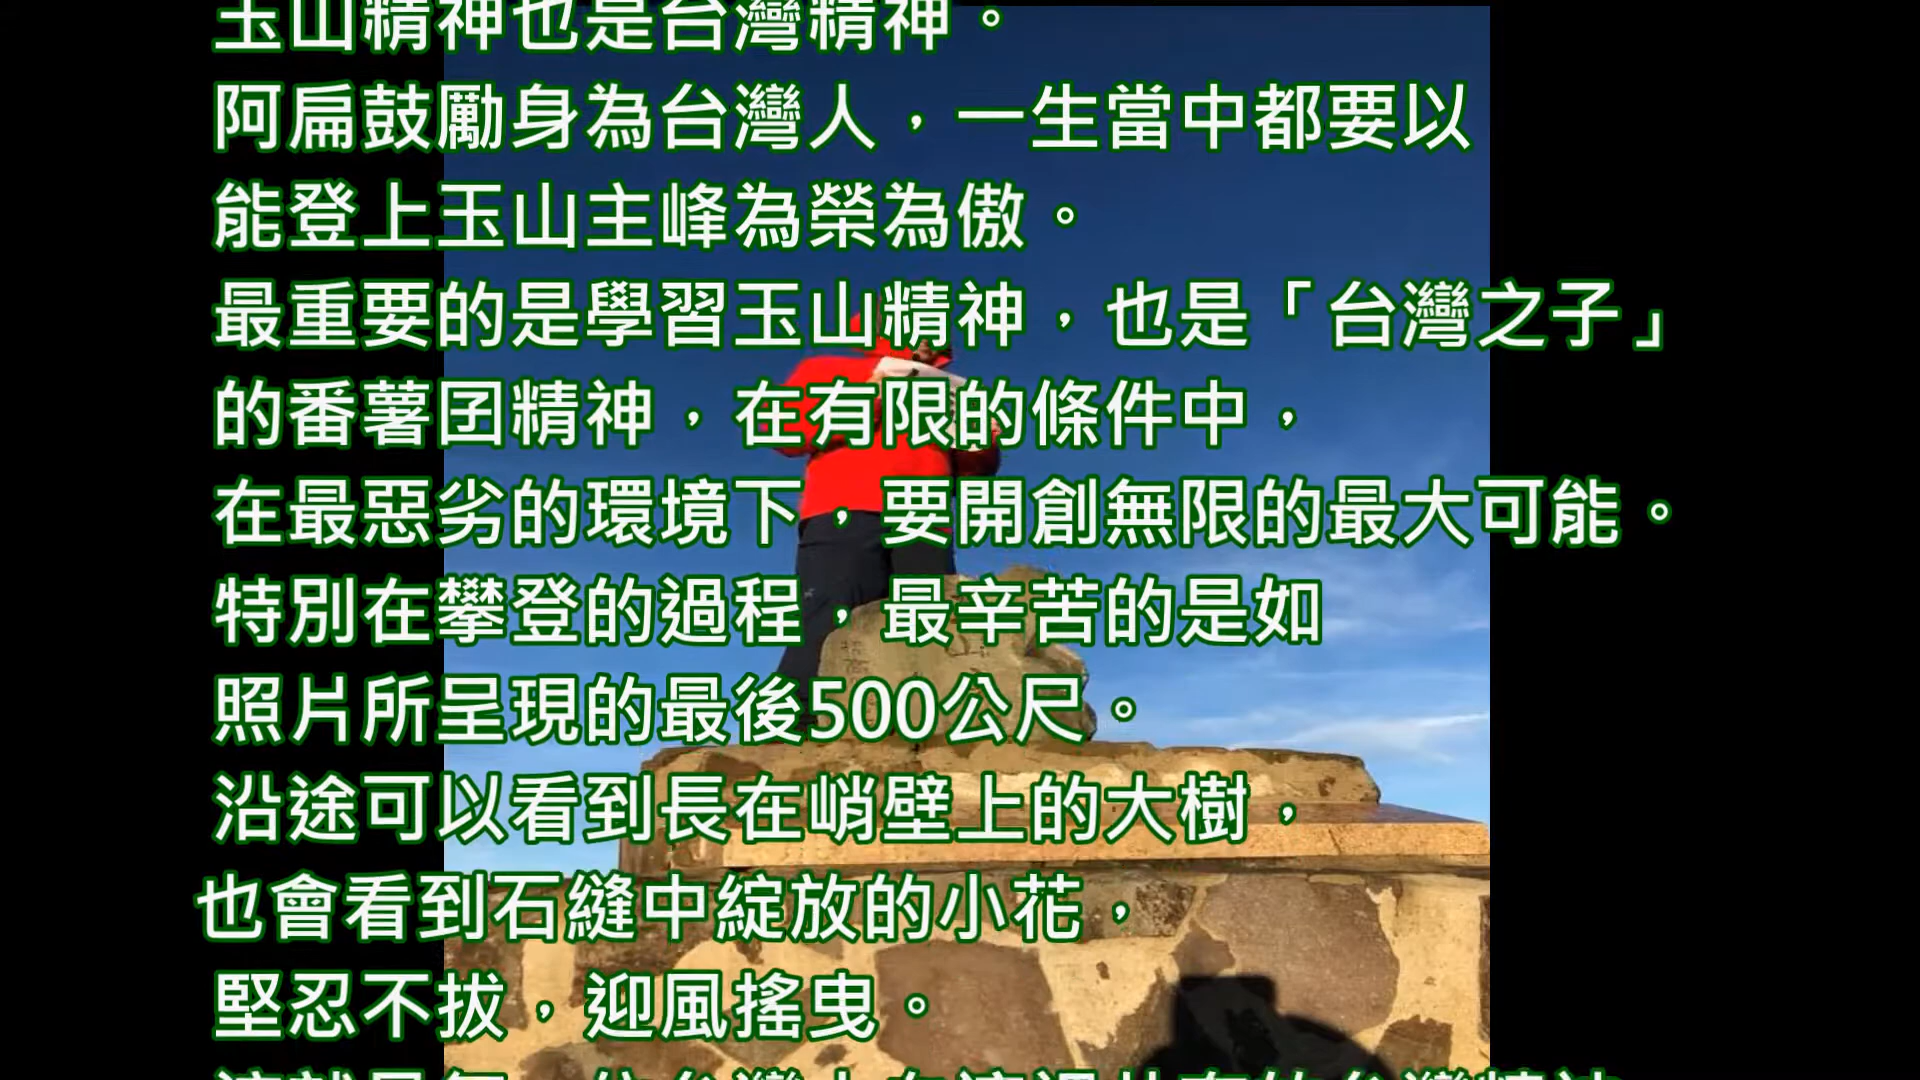 玉山精神也是台灣精神。
阿扁鼓勵身為台灣人，一生當中都要以
能登上玉山主峰為榮為傲。
最重要的是學習玉山精神，也是「台灣之子」
的番薯囝精神，在有限的條件中，
在最惡劣的環境下，要開創無限的最大可能。
特別在攀登的過程，最辛苦的是如
照片所呈現的最後500公尺。
沿途可以看到長在峭壁上的大樹，
也會看到石縫中綻放的小花，
堅忍不拔，迎風搖曳。